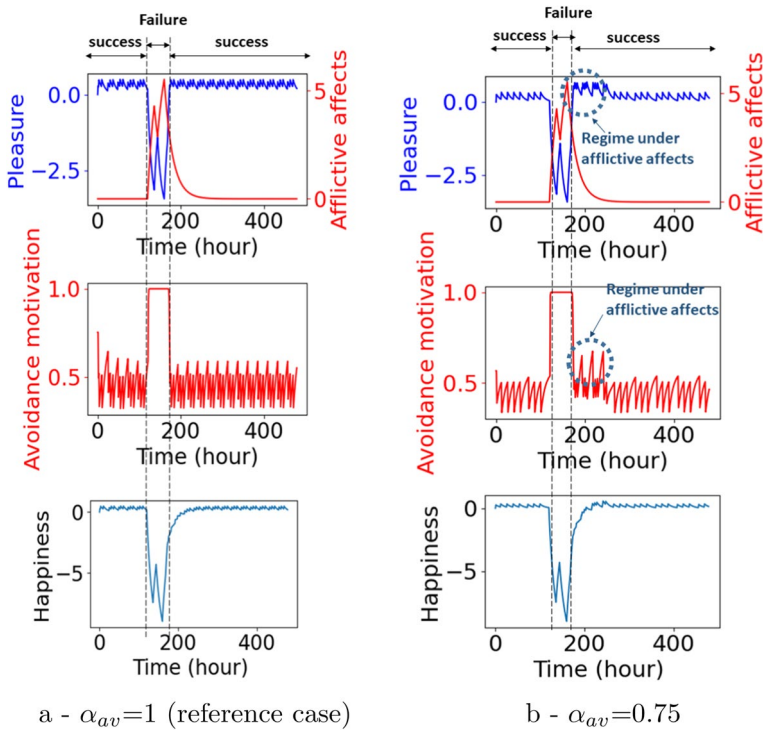 Failure
success
success
Pleasure
0.0
−2.5
5
0
Afflictive affects
0
200
400
Time (hour)
Avoidance motivation
1.0
0.5
0
200
400
Time (hour)
Happiness
0
−5
0
200
400
Time (hour)
a - αav=1 (reference case)
Failure
success
success
Pleasure
0.0
−2.5
5
0
Afflictive affects
Regime under
afflictive affects
0
200
400
Time (hour)
Avoidance motivation
1.0
0.5
Regime under
afflictive affects
0
200
400
Time (hour)
Happiness
0
−5
0
200
400
Time (hour)
b - αav=0.75